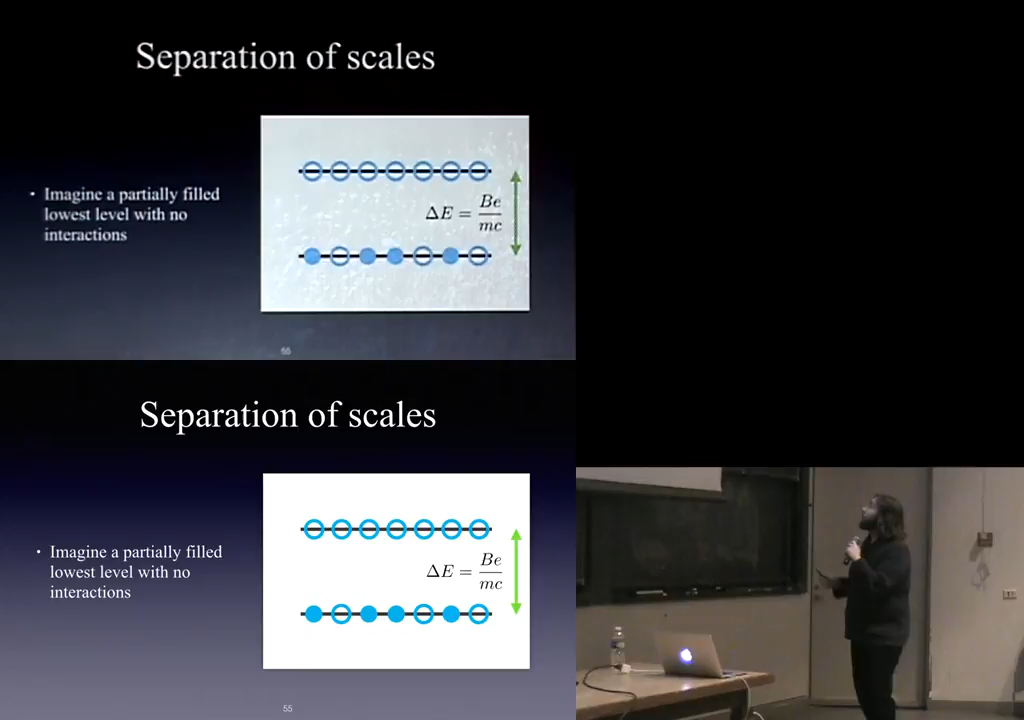 Separation of scales
• Imagine a partially filled
lowest level with no
interactions
ΔE = Be/mc
55
Separation of scales
• Imagine a partially filled
lowest level with no
interactions
ΔE = Be/mc
55